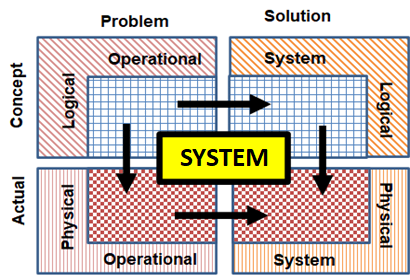 Problem
Solution
Concept
Logical
Operational
System
Logical
SYSTEM
Actual
Physical
Operational
System
Physical